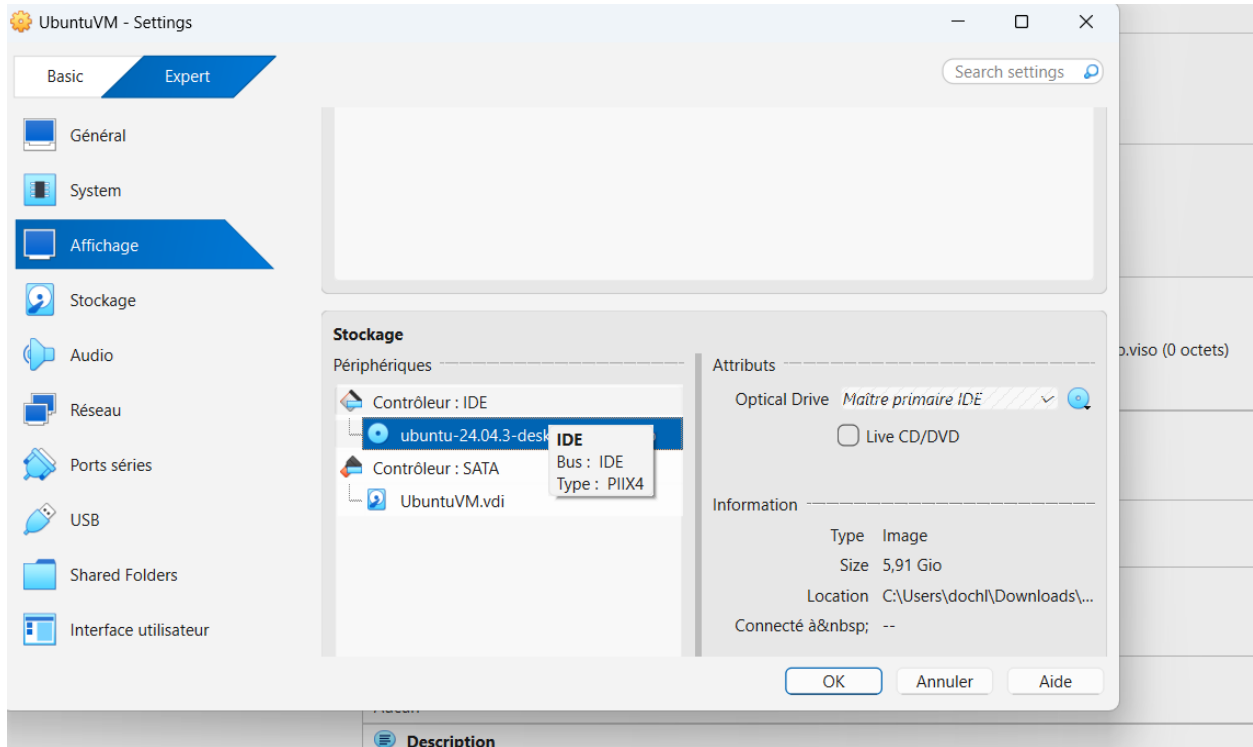 UbuntuVM - Settings
Basic Expert
Search settings
Général
System
Affichage
Stockage
Audio
Réseau
Ports séries
USB
Shared Folders
Interface utilisateur
Stockage
Périphériques
Contrôleur : IDE
ubuntu-24.04.3-desk
IDE
Bus : IDE
Type : PIIX4
Contrôleur : SATA
UbuntuVM.vdi
Attributs
Optical Drive Maître primaire IDE
Live CD/DVD
Information
Type Image
Size 5,91 Gio
Location C:\Users\dochl\Downloads\...
Connecté à&nbsp; --
OK Annuler Aide
o.viso (0 octets)
Description